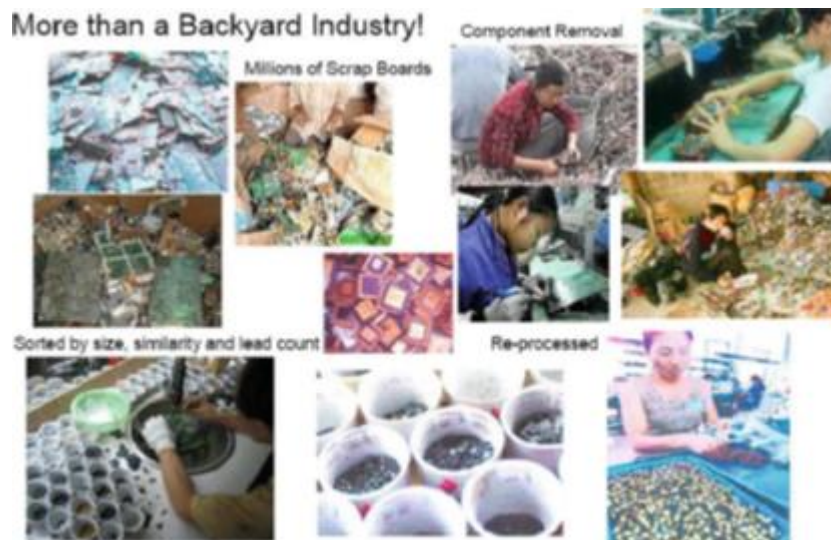 More than a Backyard Industry!
Component Removal
Millions of Scrap Boards
Sorted by size, similarity and lead count
Re-processed